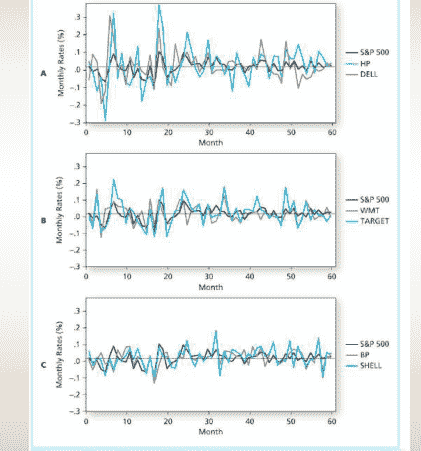 .3
.2
.1
.0
-.1
-.2
-.3
Monthly Rates (%)
A
0 10 20 30 40 50 60
Month
S&P 500
HP
DELL
.3
.2
.1
.0
-.1
.2
-.3
Monthly Rates (%)
B
0 10 20 30 40 50 60
Month
S&P 500
WMT
TARGET
.3
.2
.1
.0
-.1
-.2
-.3
Monthly Rates (%)
C
0 10 20 30 40 50 60
Month
S&P 500
BP
SHELL